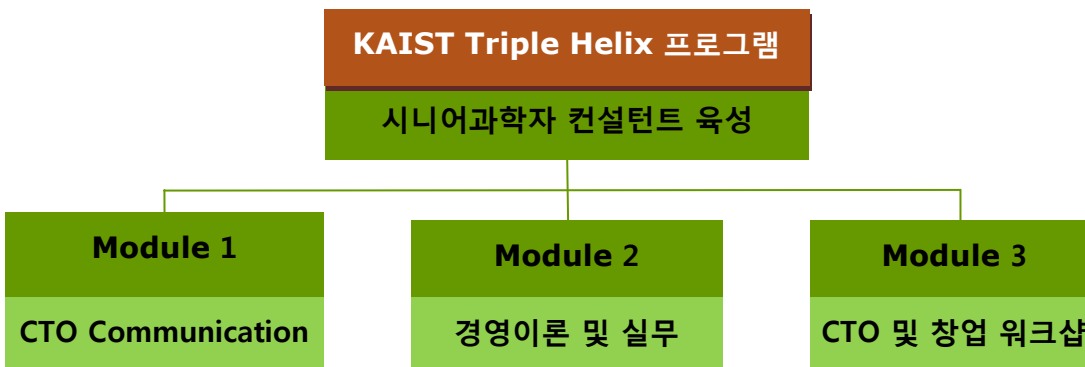 KAIST Triple Helix 프로그램
시니어과학자 컨설턴트 육성
Module 1
Module 2
Module 3
CTO Communication
경영이론 및 실무
CTO 및 창업 워크샵